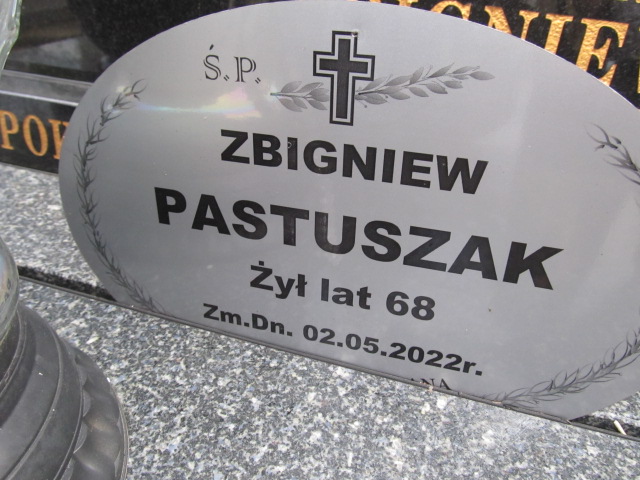 Ś.P.
ZBIGNIEW
PASTUSZAK
Żył lat 68
Zm.Dn. 02.05.2022r.